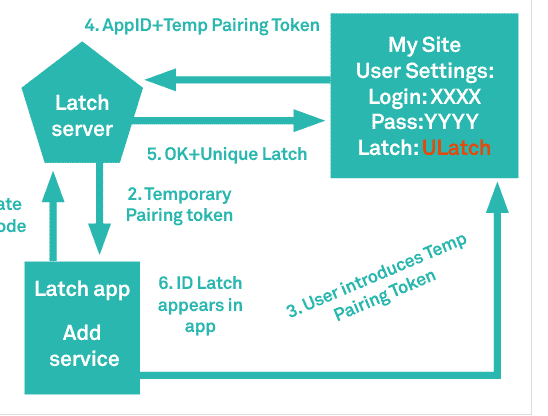 4. AppID+Temp Pairing Token
My Site
User Settings:
Login: XXXX
Pass:YYYY
Latch: ULatch
Latch
server
5. OK+Unique Latch
2. Temporary
Pairing token
Latch app
Add
service
6. ID Latch
appears in
app
3. User introduces Temp
Pairing Token